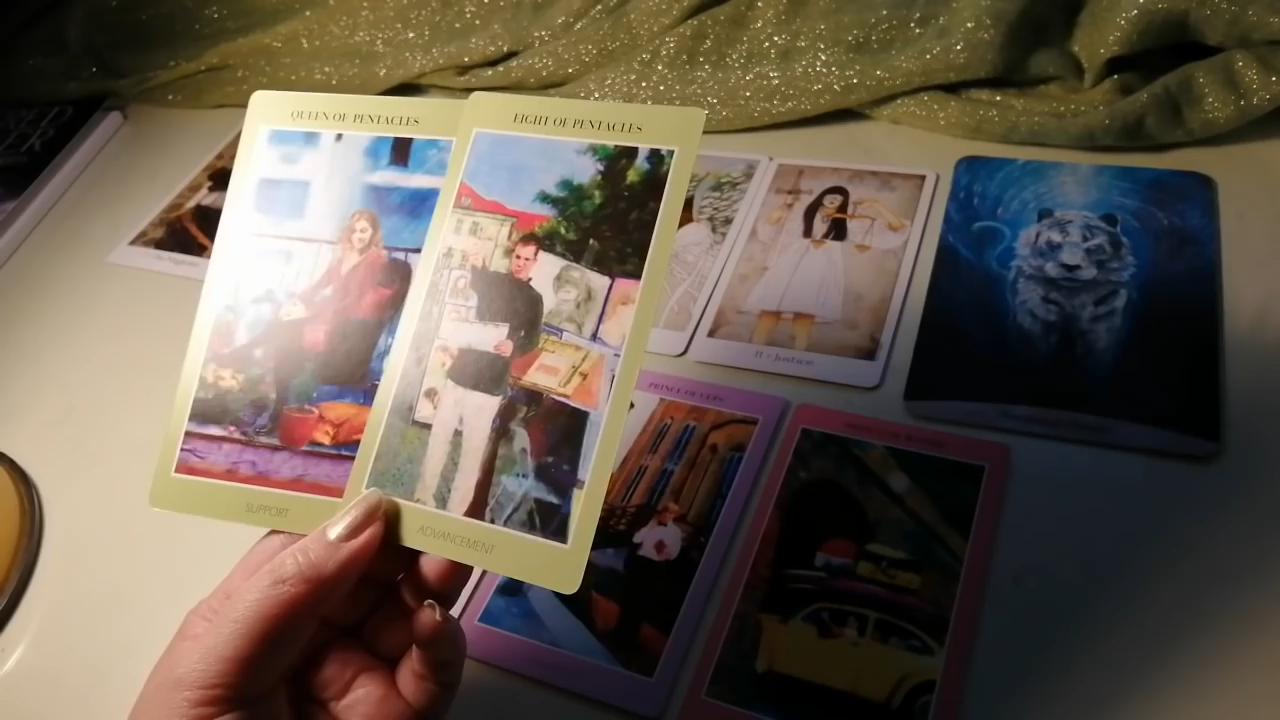 QUEEN OF PENTACLES
EIGHT OF PENTACLES
SUPPORT
ADVANCEMENT
II • Justice
PRINCE OF CUPS